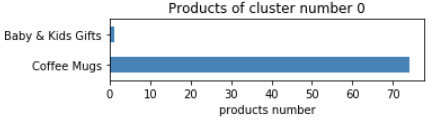 Products of cluster number 0
Baby & Kids Gifts
Coffee Mugs
0 10 20 30 40 50 60 70
products number